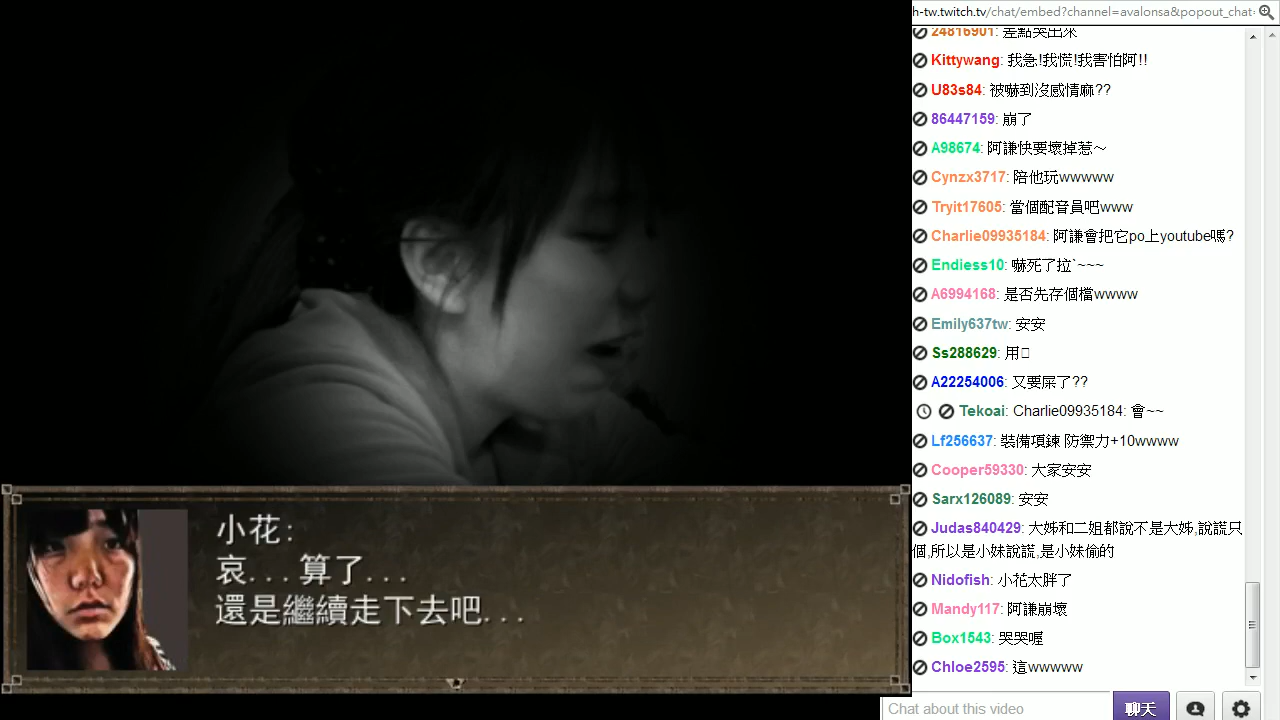 h-tw.twitch.tv/chat/embed?channel=avalonsa&popout_chat=
24816901: 差點笑出來
Kittywang: 我急!我慌!我害怕阿!!
U83s84: 被嚇到沒感情麻??
86447159: 崩了
A98674: 阿謙快要壞掉惹～
Cynzx3717: 陪他玩wwwww
Tryit17605: 當個配音員吧www
Charlie09935184: 阿謙會把它po上youtube嗎?
Endiess10: 嚇死了拉~~~
A6994168: 是否先存個檔wwww
Emily637tw: 安安
Ss288629: 用
A22254006: 又要屎了??
Tekoai: Charlie09935184: 會~~
Lf256637: 裝備項鍊 防禦力+10wwww
Cooper59330: 大家安安
Sarx126089: 安安
Judas840429: 大姊和二姐都說不是大姊,說謊只
個,所以是小妹說謊,是小妹偷的
Nidofish: 小花大胖了
Mandy117: 阿謙崩壞
Box1543: 哭哭喔
Chloe2595: 這wwwww
Chat about this video
聊天
小花:
哀...算了...
還是繼續走下去吧...